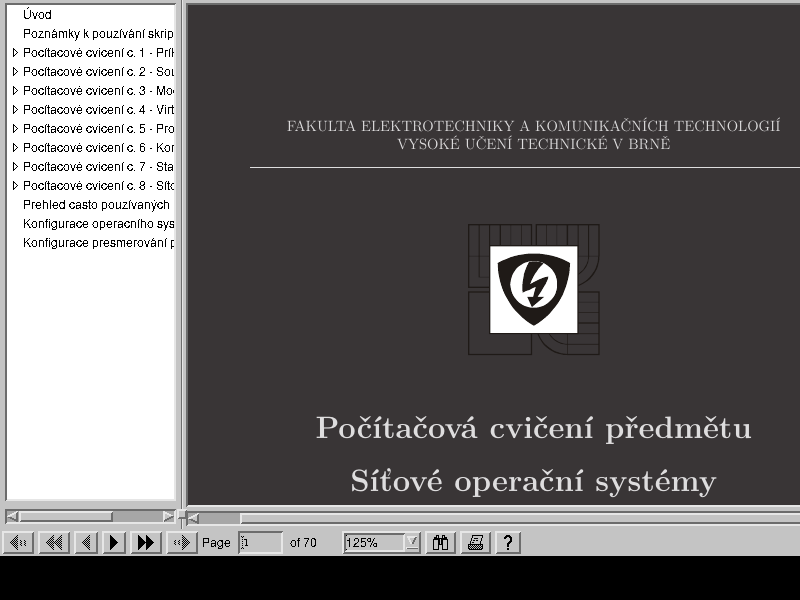 Úvod
Poznámky k pouzívání skrip
Pocítacové cvicení c. 1 - Prík
Pocítacové cvicení c. 2 - Sou
Pocítacové cvicení c. 3 - Mo
Pocítacové cvicení c. 4 - Virt
Pocítacové cvicení c. 5 - Pro
Pocítacové cvicení c. 6 - Kor
Pocítacové cvicení c. 7 - Sta
Pocítacové cvicení c. 8 - Síto
Prehled casto pouzívaných
Konfigurace operacního sys
Konfigurace presmerování p
FAKULTA ELEKTROTECHNIKY A KOMUNIKAČNÍCH TECHNOLOGIÍ
VYSOKÉ UČENÍ TECHNICKÉ V BRNĚ
Počítačová cvičení předmětu
Síťové operační systémy
Page 1 of 70 125% ?